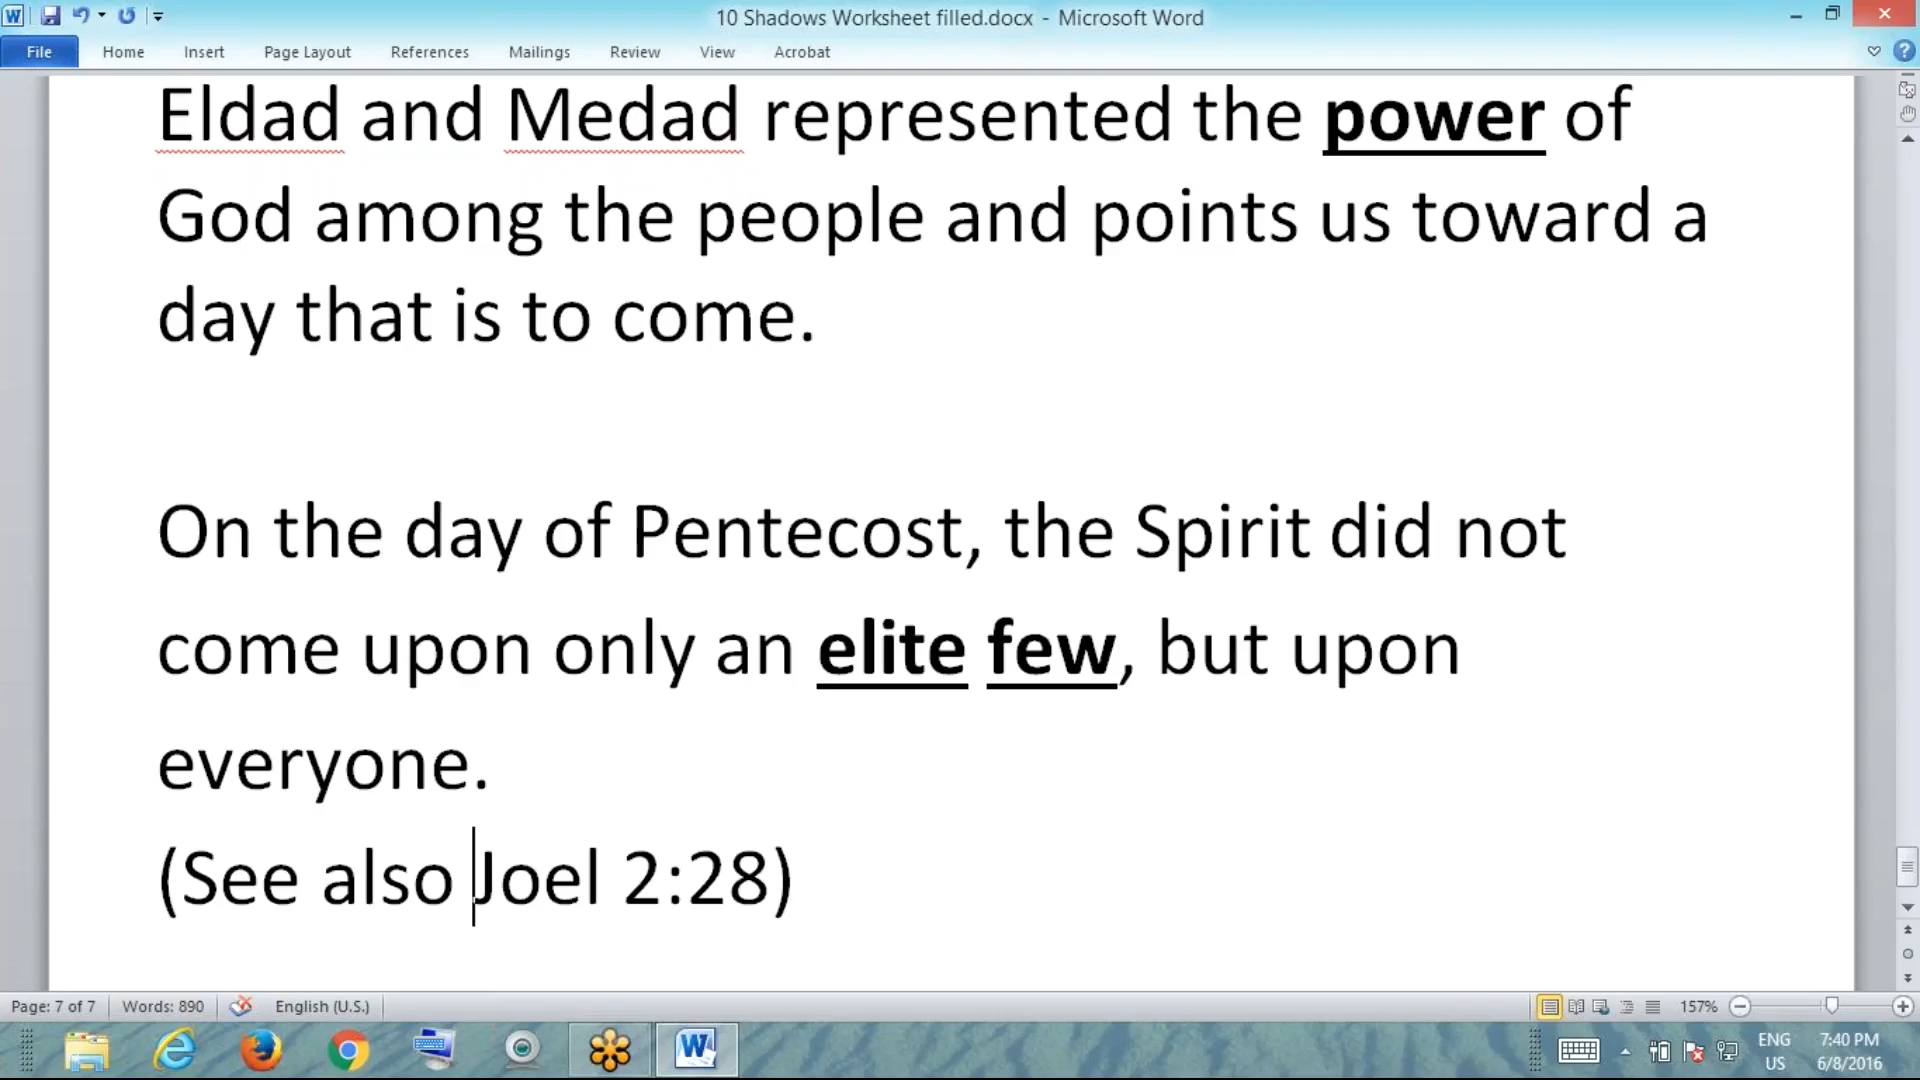 10 Shadows Worksheet filled.docx - Microsoft Word
File Home Insert Page Layout References Mailings Review View Acrobat
Eldad and Medad represented the power of
God among the people and points us toward a
day that is to come.
On the day of Pentecost, the Spirit did not
come upon only an elite few, but upon
everyone.
(See also Joel 2:28)
Page: 7 of 7 Words: 890 English (U.S.) 157%
ENG 7:40 PM
US 6/8/2016